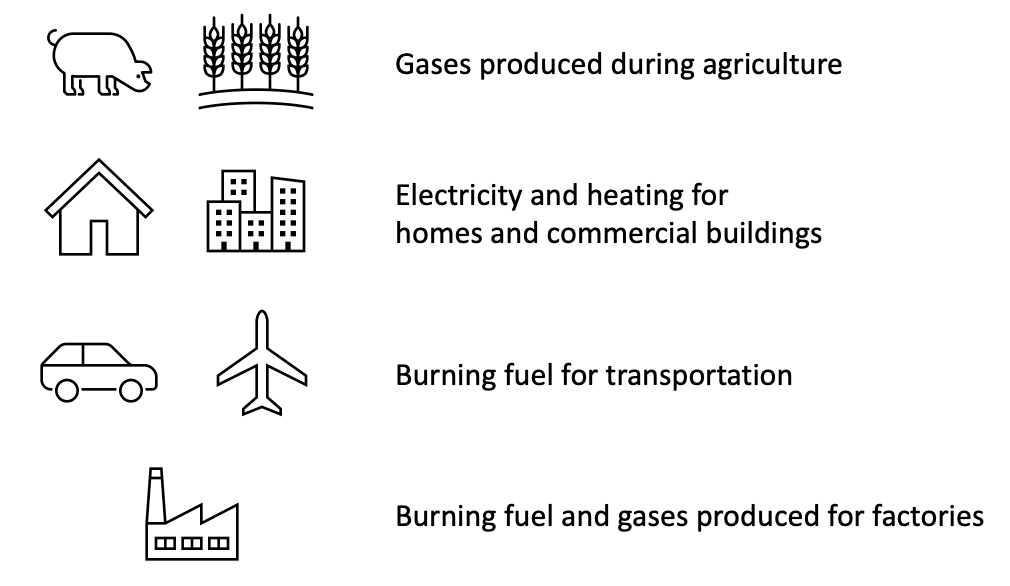 Gases produced during agriculture
Electricity and heating for
homes and commercial buildings
Burning fuel for transportation
Burning fuel and gases produced for factories